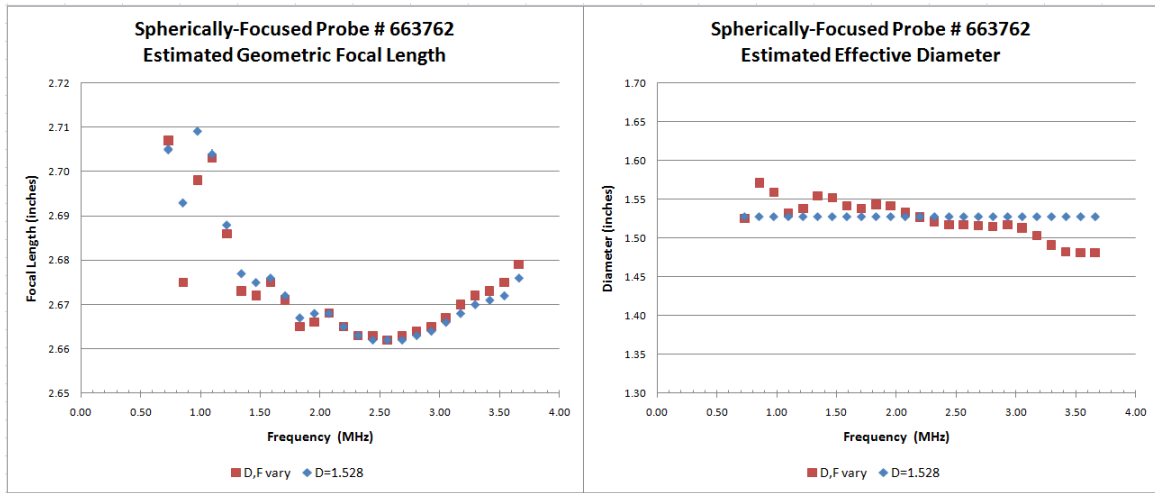 Spherically-Focused Probe # 663762
Estimated Geometric Focal Length
2.72
2.71
2.70
2.69
2.68
2.67
2.66
2.65
Focal Length (inches)
0.00 0.50 1.00 1.50 2.00 2.50 3.00 3.50 4.00
Frequency (MHz)
D,F vary D=1.528
Spherically-Focused Probe # 663762
Estimated Effective Diameter
1.70
1.65
1.60
1.55
1.50
1.45
1.40
1.35
1.30
Diameter (inches)
0.00 0.50 1.00 1.50 2.00 2.50 3.00 3.50 4.00
Frequency (MHz)
D,F vary D=1.528